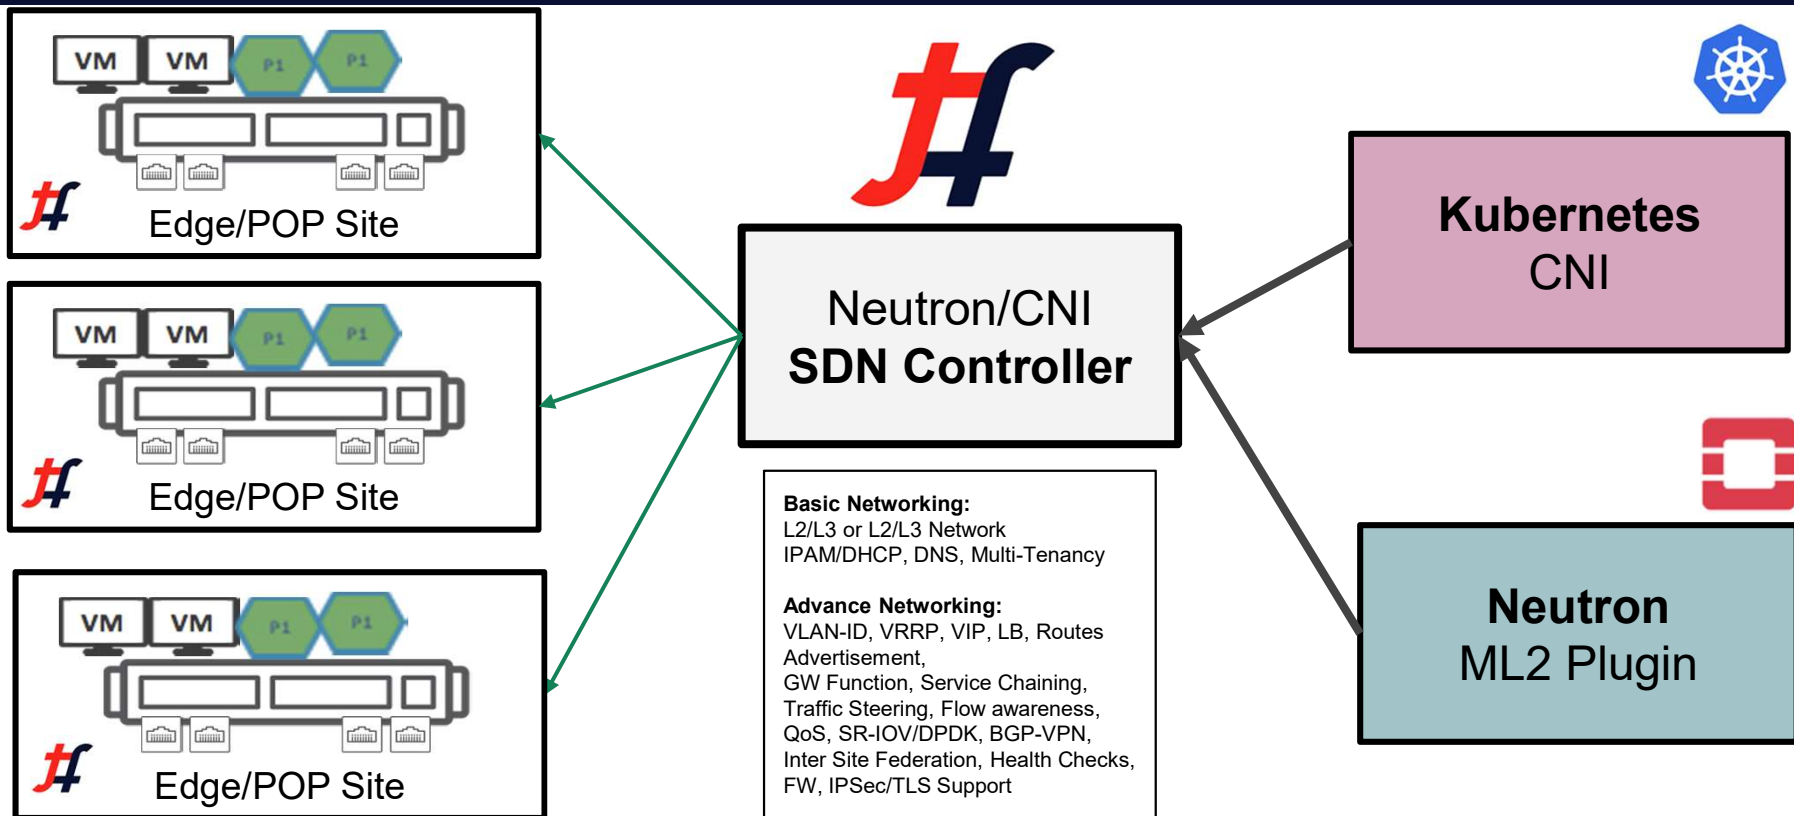 VM VM P1 P1
Edge/POP Site
VM VM P1 P1
Edge/POP Site
VM VM P1 P1
Edge/POP Site
Neutron/CNI
SDN Controller
Basic Networking:
L2/L3 or L2/L3 Network
IPAM/DHCP, DNS, Multi-Tenancy
Advance Networking:
VLAN-ID, VRRP, VIP, LB, Routes
Advertisement,
GW Function, Service Chaining,
Traffic Steering, Flow awareness,
QoS, SR-IOV/DPDK, BGP-VPN,
Inter Site Federation, Health Checks,
FW, IPSec/TLS Support
Kubernetes
CNI
Neutron
ML2 Plugin